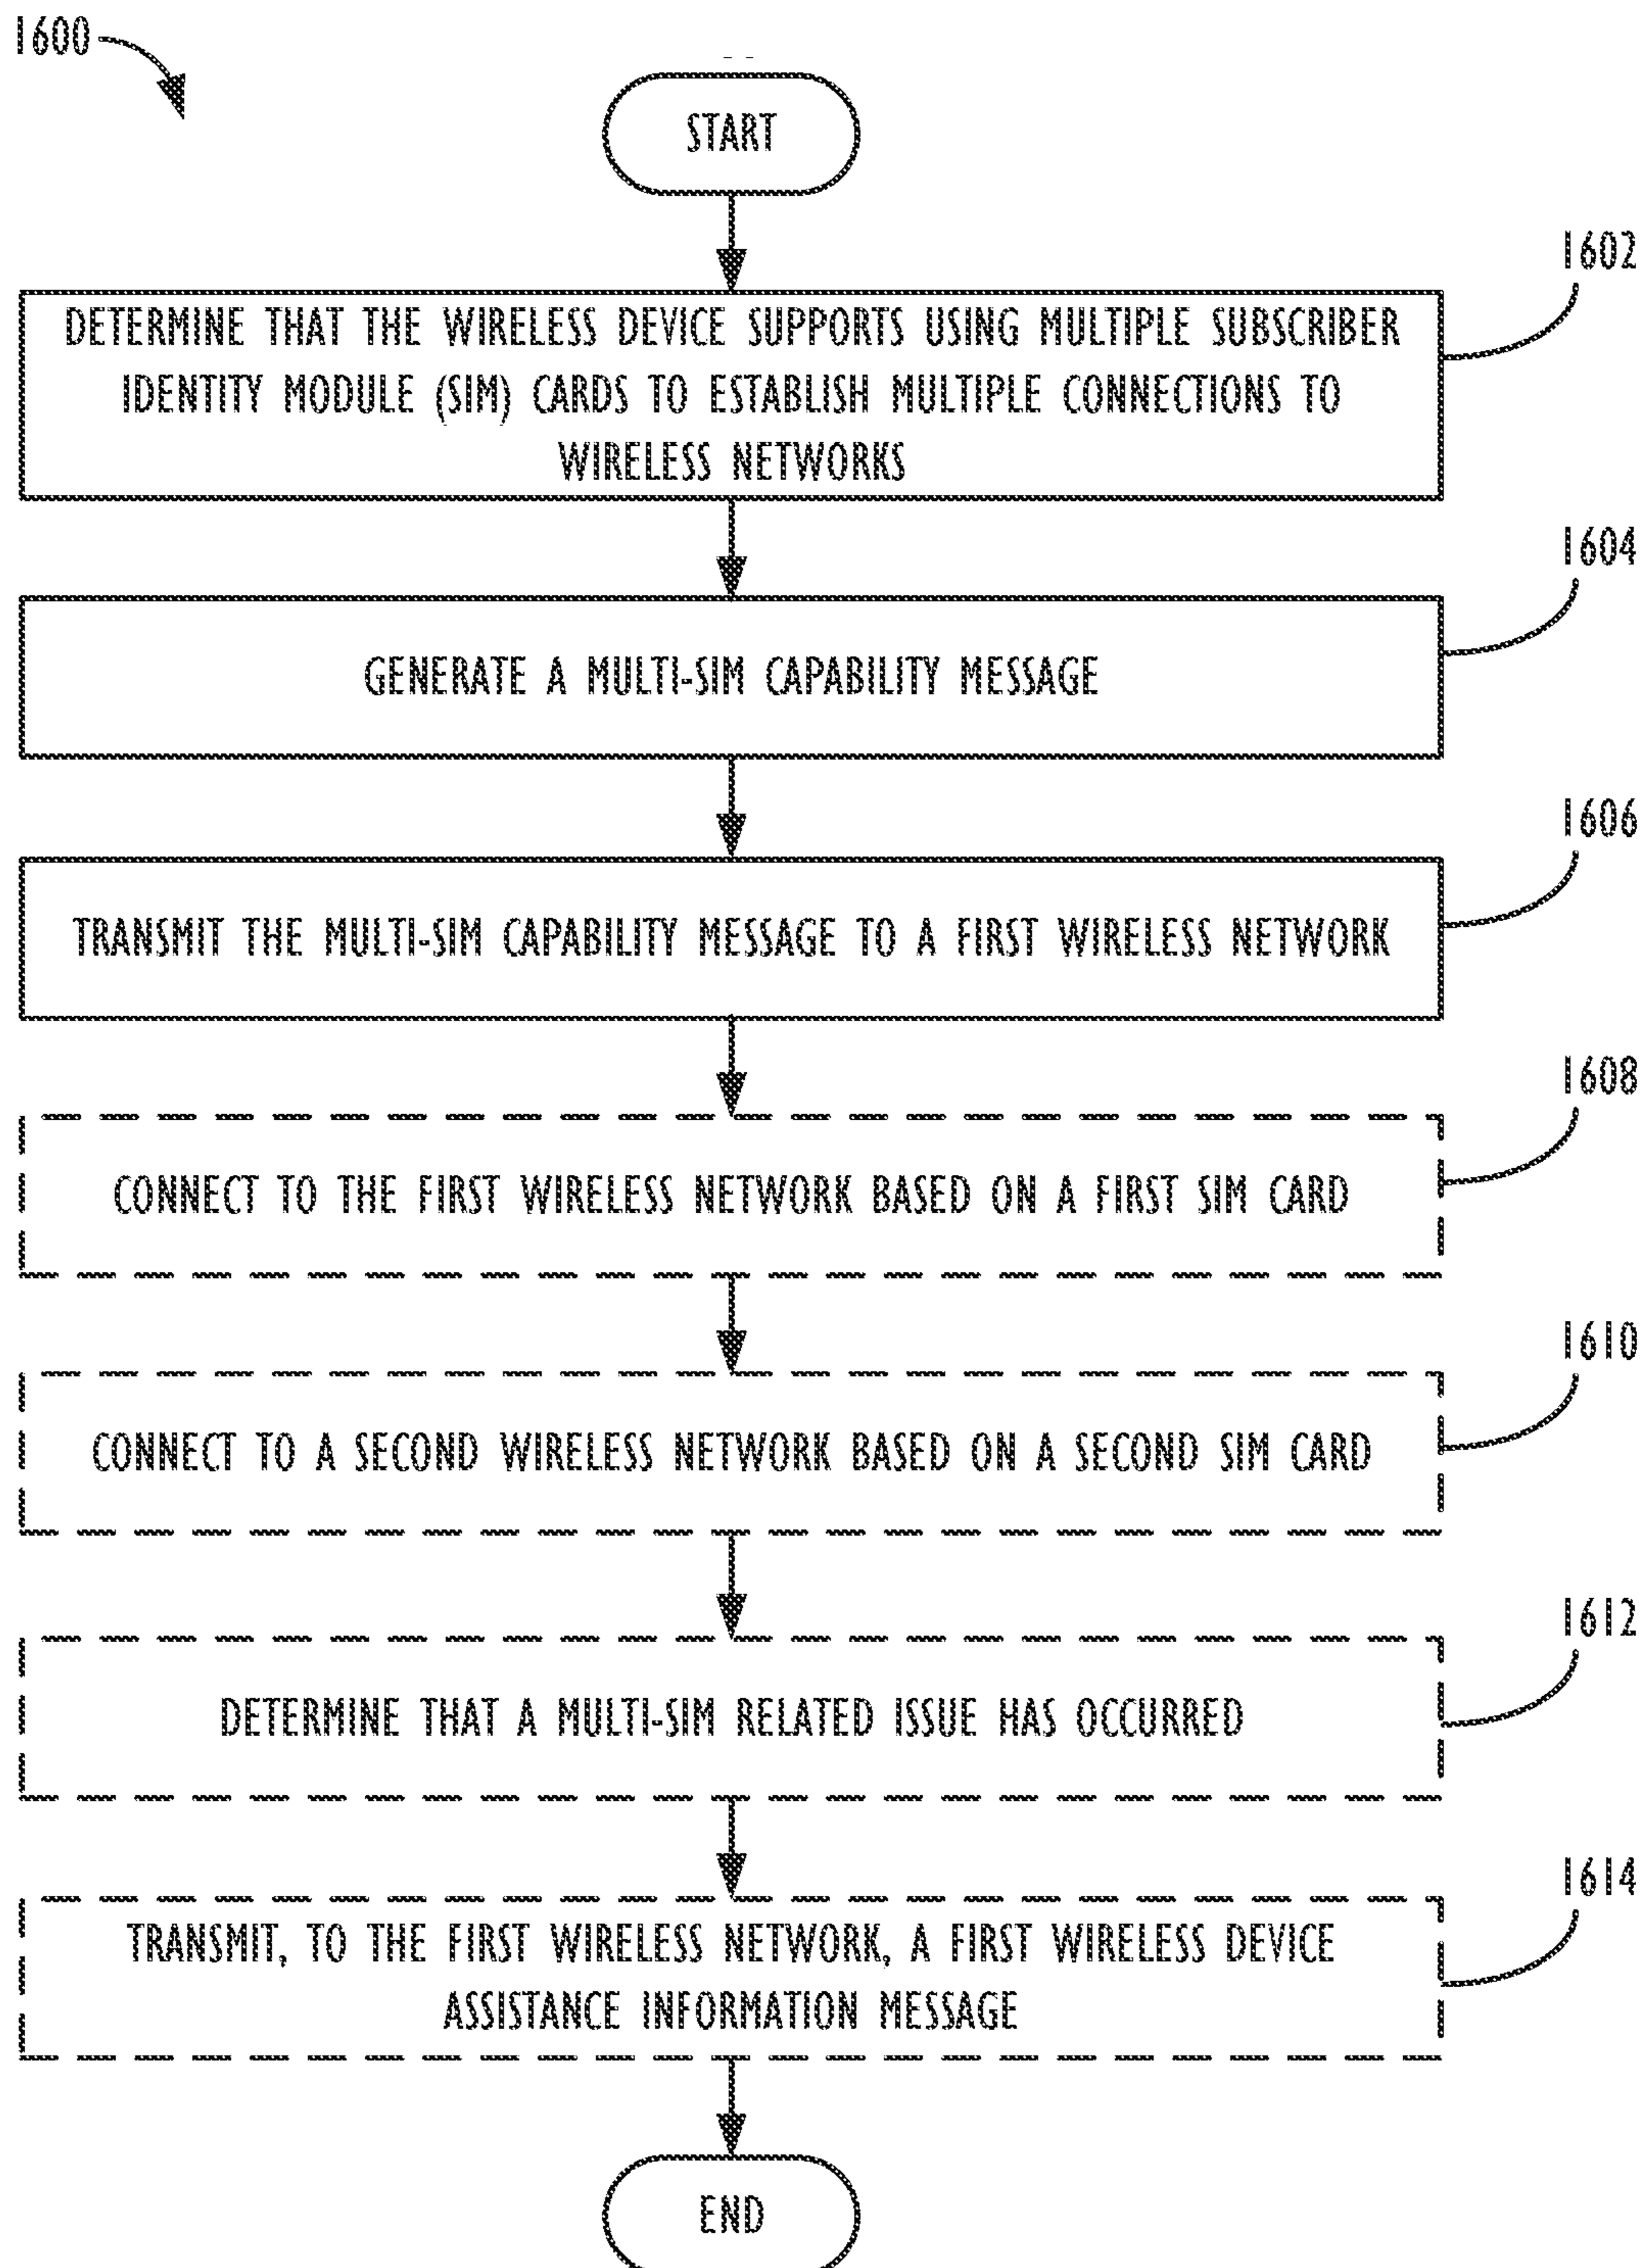 1600
START
1602
DETERMINE THAT THE WIRELESS DEVICE SUPPORTS USING MULTIPLE SUBSCRIBER
IDENTITY MODULE (SIM) CARDS TO ESTABLISH MULTIPLE CONNECTIONS TO
WIRELESS NETWORKS
1604
GENERATE A MULTI-SIM CAPABILITY MESSAGE
1606
TRANSMIT THE MULTI-SIM CAPABILITY MESSAGE TO A FIRST WIRELESS NETWORK
1608
CONNECT TO THE FIRST WIRELESS NETWORK BASED ON A FIRST SIM CARD
1610
CONNECT TO A SECOND WIRELESS NETWORK BASED ON A SECOND SIM CARD
1612
DETERMINE THAT A MULTI-SIM RELATED ISSUE HAS OCCURRED
1614
TRANSMIT, TO THE FIRST WIRELESS NETWORK, A FIRST WIRELESS DEVICE
ASSISTANCE INFORMATION MESSAGE
END